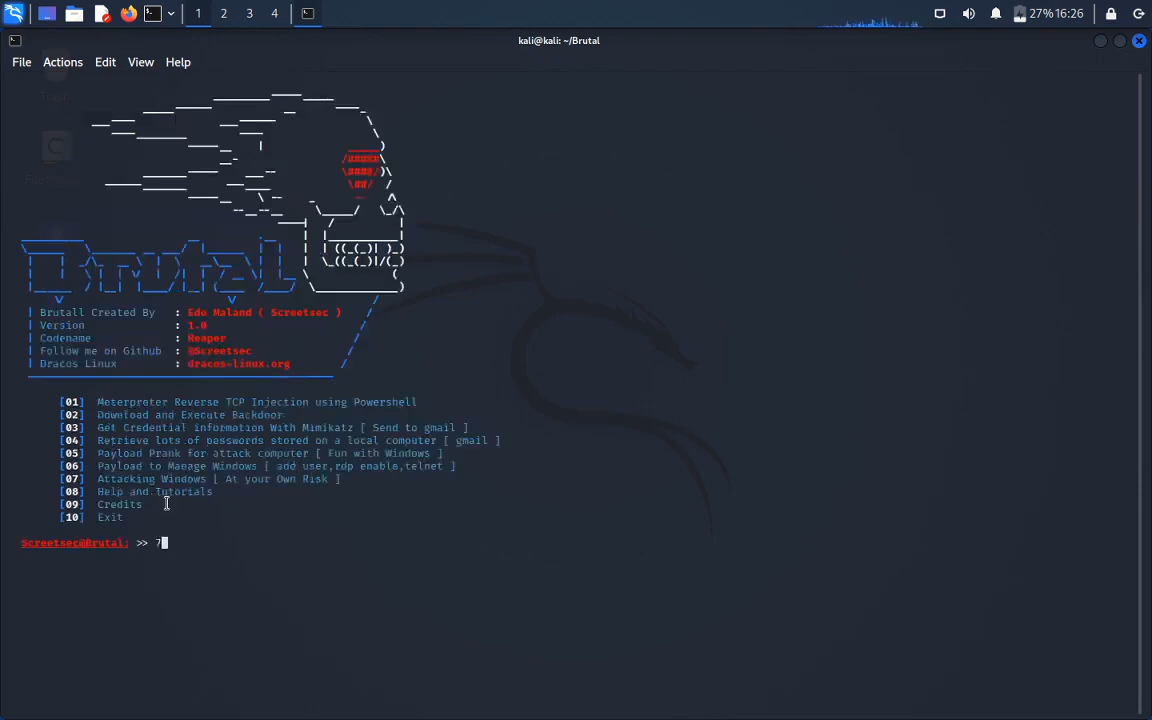 1 2 3 4 27% 16:26
kali@kali: ~/Brutal
File Actions Edit View Help
Trash
Brutal
| Brutall Created By : Edo Maland ( Screetsec ) /
| Version : 1.0 /
| Codename : Reaper /
| Follow me on Github : @Screetsec /
| Dracos Linux : dracos-linux.org /
[01] Meterpreter Reverse TCP Injection using Powershell
[02] Download and Execute Backdoor
[03] Get Credential information With Mimikatz [ Send to gmail ]
[04] Retrieve lots of passwords stored on a local computer [ gmail ]
[05] Payload Prank for attack computer [ Fun with Windows ]
[06] Payload to Manage Windows [ add user,rdp enable,telnet ]
[07] Attacking Windows [ At your Own Risk ]
[08] Help and Tutorials
[09] Credits
[10] Exit
Screetsec@Brutal: >> 7